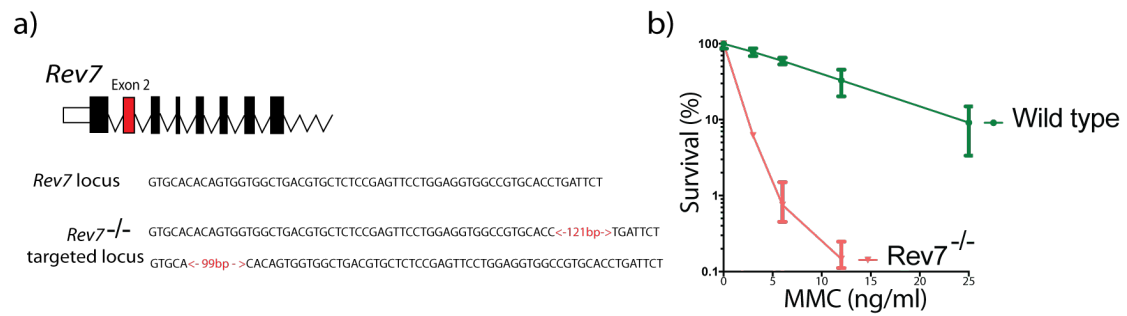 a)
Rev7
Exon 2
Rev7 locus
GTGCACACAGTGGTGGCTGACGTGCTCTCCGAGTTCCTGGAGGTGGCCGTGCACCTGATTCT
Rev7-/-
targeted locus
GTGCACACAGTGGTGGCTGACGTGCTCTCCGAGTTCCTGGAGGTGGCCGTGCACC<-121bp->TGATTCT
GTGCA<- 99bp - >CACAGTGGTGGCTGACGTGCTCTCCGAGTTCCTGGAGGTGGCCGTGCACCTGATTCT
b)
Survival (%)
100
10
1
0.1
0
5
10
15
20
25
MMC (ng/ml)
Wild type
Rev7-/-